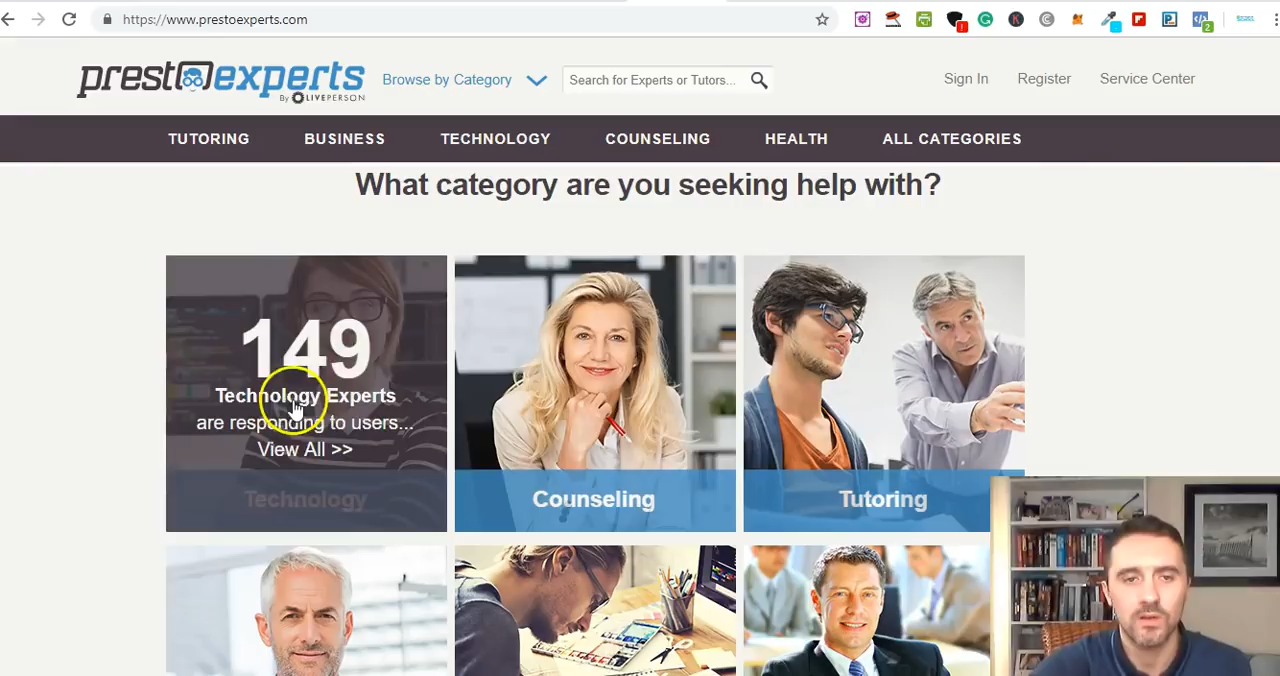 https://www.prestoexperts.com
prestoexperts
By LIVEPERSON
Browse by Category
Search for Experts or Tutors...
Sign In
Register
Service Center
TUTORING
BUSINESS
TECHNOLOGY
COUNSELING
HEALTH
ALL CATEGORIES
What category are you seeking help with?
149
Technology Experts
are responding to users...
View All >>
Technology
Counseling
Tutoring